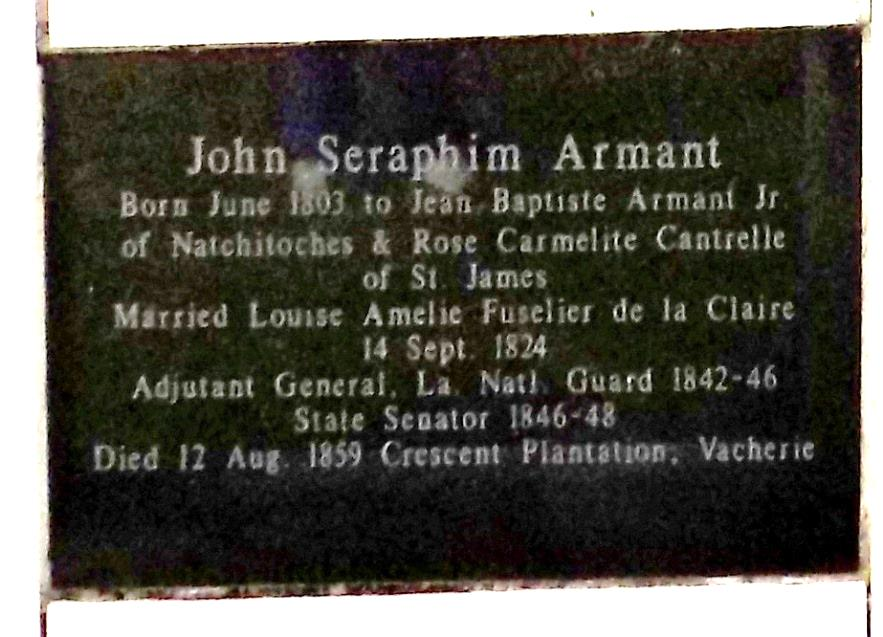 John Seraphim Armant
Born June 1803 to Jean Baptiste Armant Jr.
of Natchitoches & Rose Carmelite Cantrelle
of St. James
Married Louise Amelie Fuselier de la Claire
14 Sept. 1824
Adjutant General, La. Natl. Guard 1842-46
State Senator 1846-48
Died 12 Aug. 1859 Crescent Plantation, Vacherie